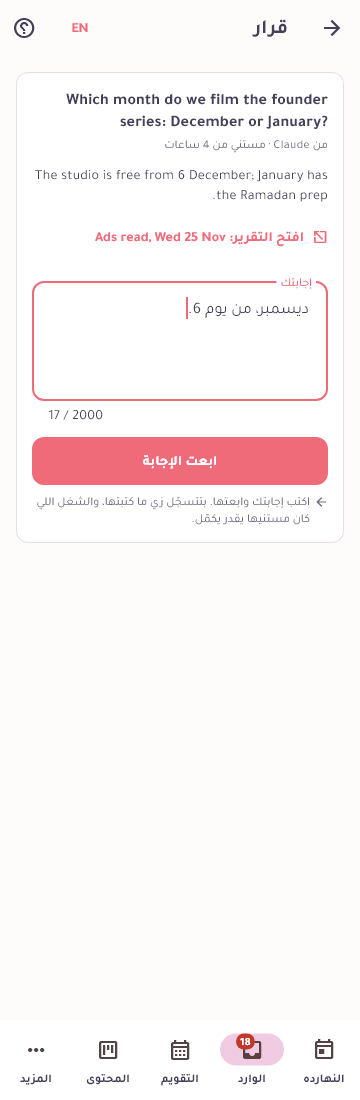 قرار
EN
Which month do we film the founder
series: December or January?
من Claude · مستني من 4 ساعات
The studio is free from 6 December; January has
the Ramadan prep.
افتح التقرير: Ads read, Wed 25 Nov
إجابتك
ديسمبر، من يوم 6.
17 / 2000
ابعت الإجابة
اكتب إجابتك وابعتها. بتتسجّل زي ما كتبتها، والشغل اللي
كان مستنيها يقدر يكمّل.
النهارده
18
الوارد
التقويم
المحتوى
المزيد